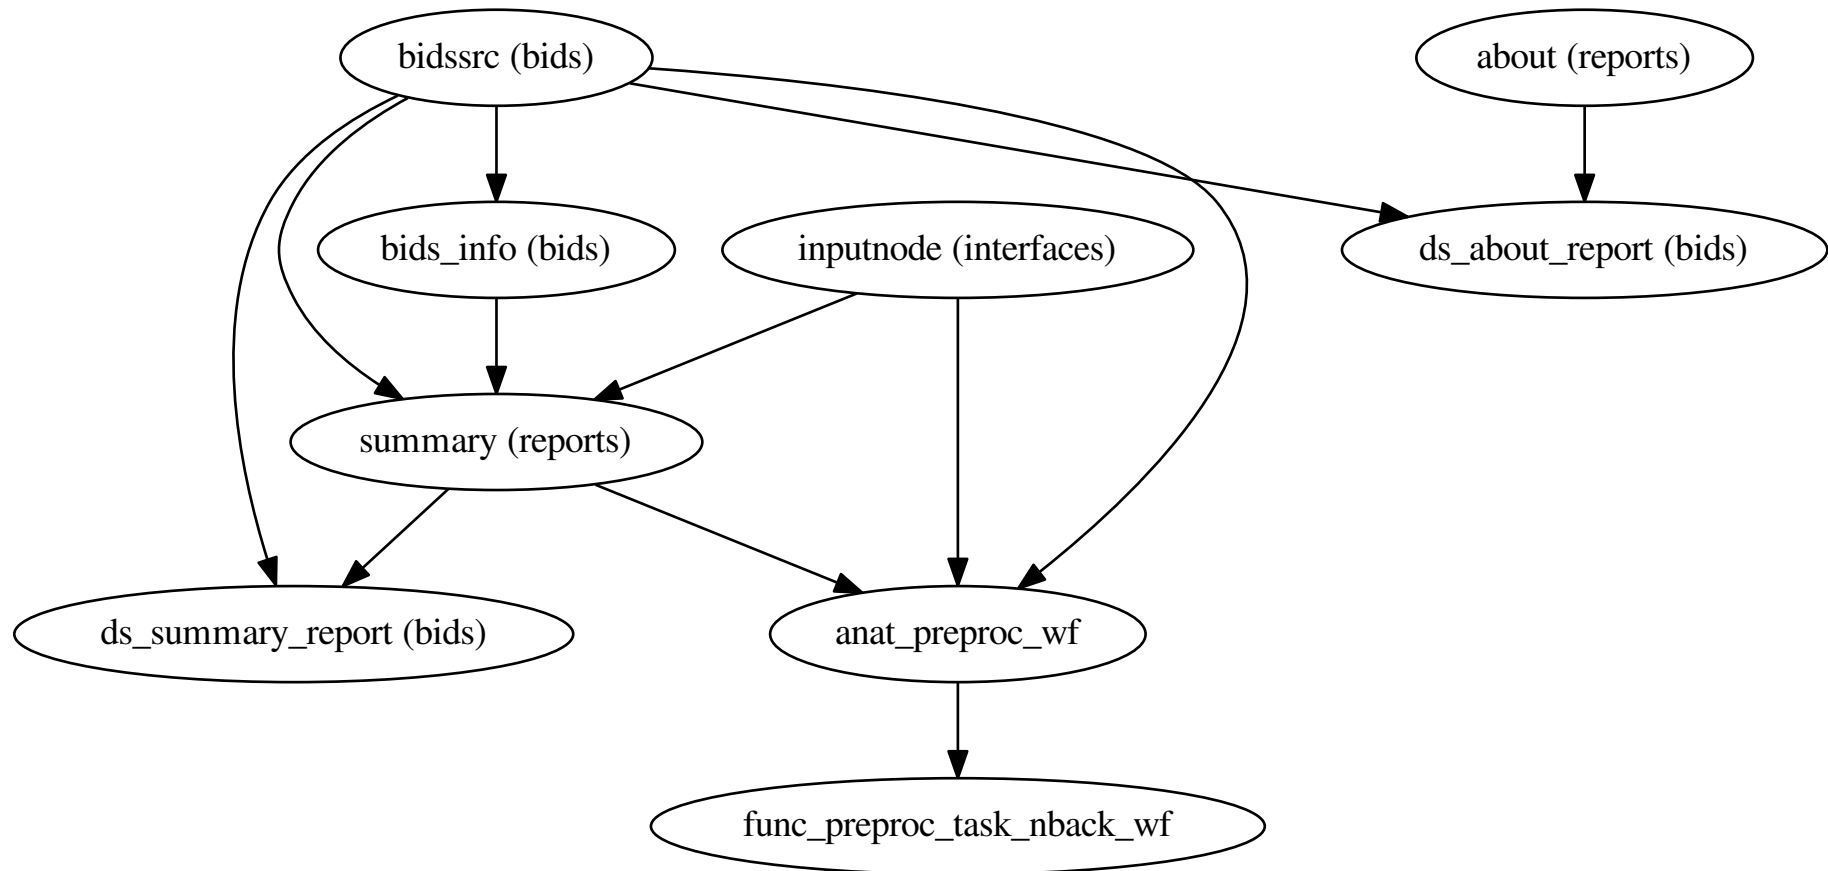 bidssrc (bids)
about (reports)
bids_info (bids)
inputnode (interfaces)
ds_about_report (bids)
summary (reports)
ds_summary_report (bids)
anat_preproc_wf
func_preproc_task_nback_wf